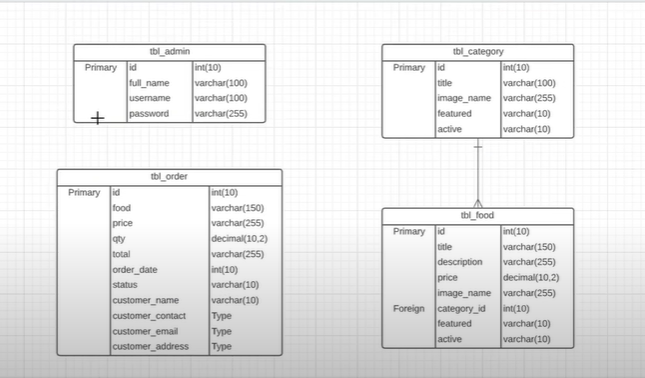 tbl_admin
Primary id int(10)
full_name varchar(100)
username varchar(100)
password varchar(255)
tbl_category
Primary id int(10)
title varchar(100)
image_name varchar(255)
featured varchar(10)
active varchar(10)
tbl_order
Primary id int(10)
food varchar(150)
price varchar(255)
qty decimal(10,2)
total varchar(255)
order_date int(10)
status varchar(10)
customer_name varchar(10)
customer_contact Type
customer_email Type
customer_address Type
tbl_food
Primary id int(10)
title varchar(150)
description varchar(255)
price decimal(10,2)
image_name varchar(255)
Foreign category_id int(10)
featured varchar(10)
active varchar(10)